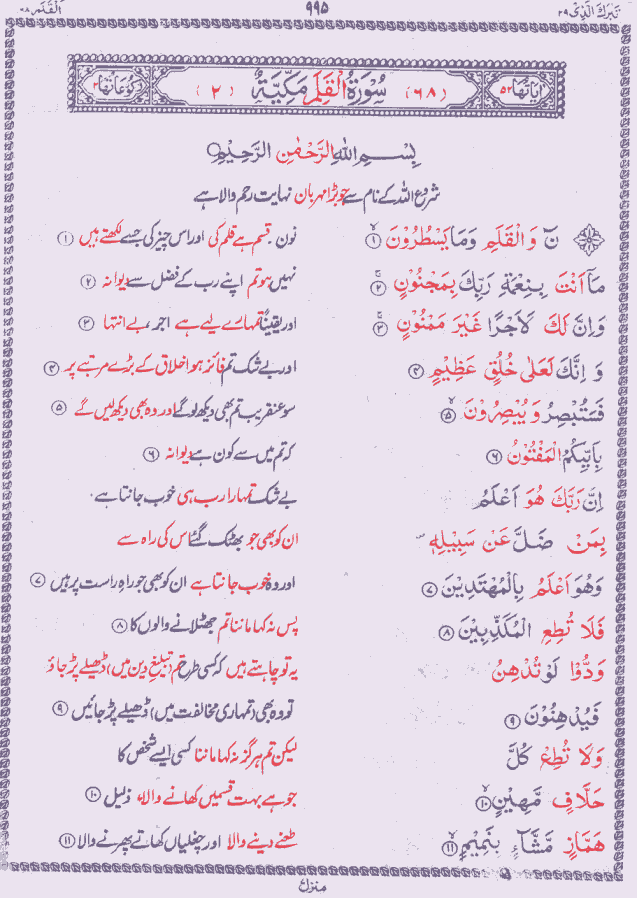 تَبٰرَكَ الَّذِیْ ۲۹ ۹۹۵ اَلْقَلَم ۶۸
اٰیَاتُهَا ۵۲ (۶۸) سُوْرَةُ الْقَلَمِ مَكِّیَّةٌ (۲) رُكُوْعَاتُهَا ۲
بِسْمِ اللهِ الرَّحْمٰنِ الرَّحِیْمِ
شروع اللہ کے نام سے جو بڑا مہربان نہایت رحم والا ہے
نٓ وَالْقَلَمِ وَمَا یَسْطُرُوْنَ ۱ نون۔ قسم ہے قلم کی اور اس چیز کی جسے لکھتے ہیں ۱
مَاۤ اَنْتَ بِنِعْمَةِ رَبِّكَ بِمَجْنُوْنٍ ۲ نہیں ہو تم اپنے رب کے فضل سے دیوانہ ۲
وَاِنَّ لَكَ لَاَجْرًا غَیْرَ مَمْنُوْنٍ ۳ اور یقیناً تمہارے لیے ہے اجر، بے انتہا ۳
وَ اِنَّكَ لَعَلٰی خُلُقٍ عَظِیْمٍ ۴ اور بے شک تم فائز ہو اخلاق کے بڑے مرتبے پر ۴
فَسَتُبْصِرُ وَ یُبْصِرُوْنَ ۵ سو عنقریب تم بھی دیکھ لو گے اور وہ بھی دیکھ لیں گے ۵
بِاَیِّكُمُ الْمَفْتُوْنُ ۶ کہ تم میں سے کون ہے دیوانہ ۶
اِنَّ رَبَّكَ هُوَ اَعْلَمُ بے شک تمہارا رب ہی خوب جانتا ہے
بِمَنْ ضَلَّ عَنْ سَبِیْلِهٖ ان کو بھی جو بھٹک گئے اس کی راہ سے
وَهُوَ اَعْلَمُ بِالْمُهْتَدِیْنَ ۷ اور وہ خوب جانتا ہے ان کو بھی جو راہِ راست پر ہیں ۷
فَلَا تُطِعِ الْمُكَذِّبِیْنَ ۸ پس نہ کہا ماننا تم جھٹلانے والوں کا ۸
وَدُّوْا لَوْ تُدْهِنُ یہ تو چاہتے ہیں کہ کسی طرح تم (تبلیغِ دین میں) ڈھیلے پڑ جاؤ
فَیُدْهِنُوْنَ ۹ تو وہ بھی (تمہاری مخالفت میں) ڈھیلے پڑ جائیں ۹
وَلَا تُطِعْ كُلَّ لیکن تم ہرگز نہ کہا ماننا کسی ایسے شخص کا
حَلَّافٍ مَّهِیْنٍ ۱۰ جو ہے بہت قسمیں کھانے والا، ذلیل ۱۰
هَمَّازٍ مَّشَّآءٍ بِنَمِیْمٍ ۱۱ طعنے دینے والا اور چغلیاں کھاتے پھرنے والا ۱۱
منزل